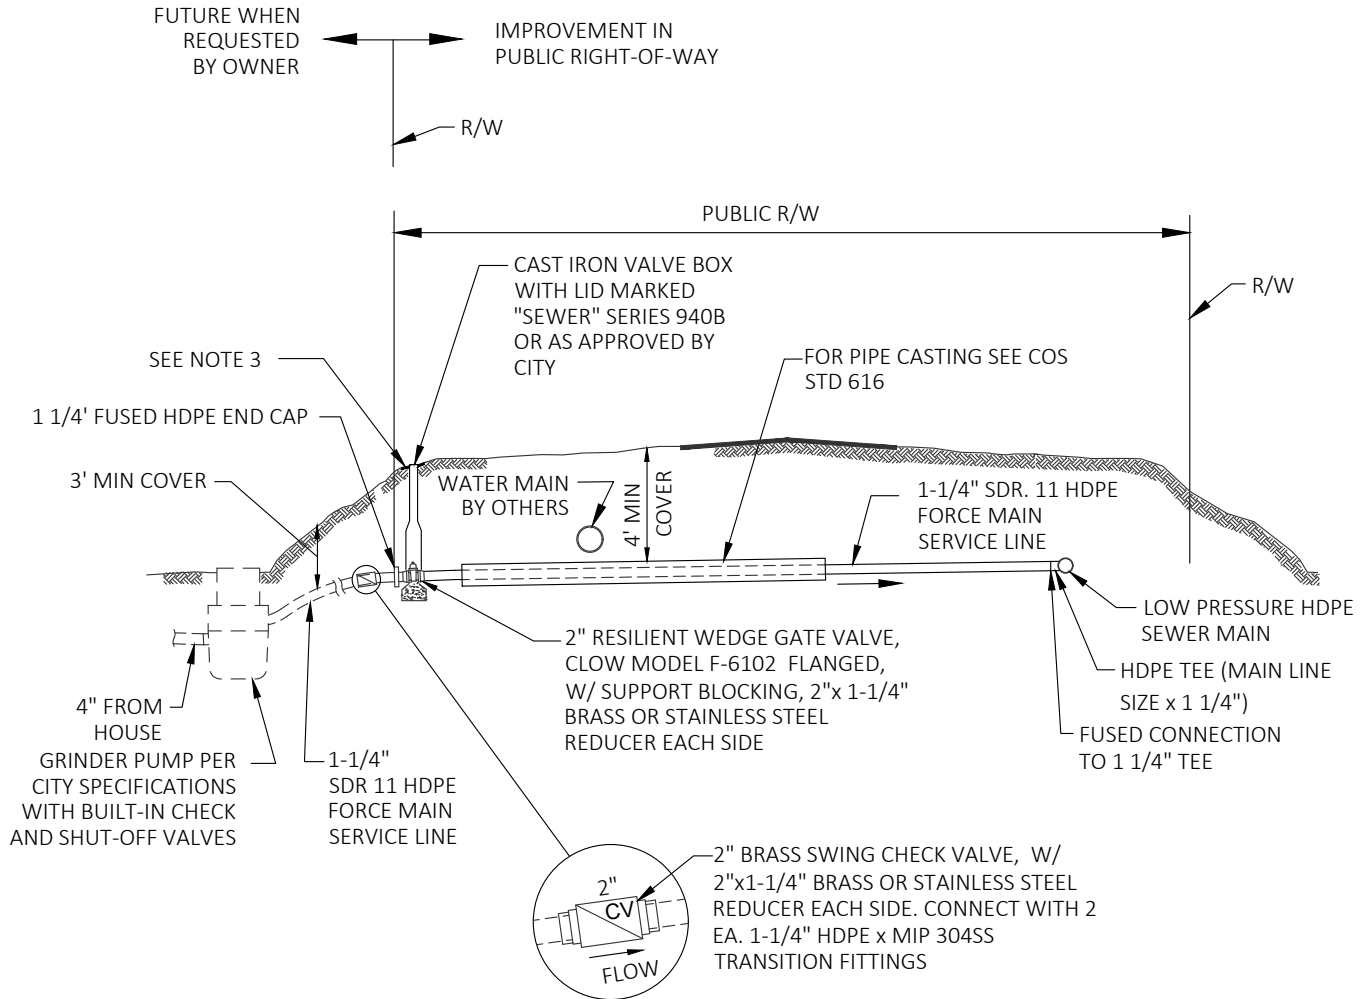 FUTURE WHEN
REQUESTED
BY OWNER
IMPROVEMENT IN
PUBLIC RIGHT-OF-WAY
R/W
PUBLIC R/W
CAST IRON VALVE BOX
WITH LID MARKED
"SEWER" SERIES 940B
OR AS APPROVED BY
CITY
R/W
SEE NOTE 3
FOR PIPE CASTING SEE COS
STD 616
1 1/4' FUSED HDPE END CAP
3' MIN COVER
WATER MAIN
BY OTHERS
4' MIN
COVER
1-1/4" SDR. 11 HDPE
FORCE MAIN
SERVICE LINE
LOW PRESSURE HDPE
SEWER MAIN
HDPE TEE (MAIN LINE
SIZE x 1 1/4")
FUSED CONNECTION
TO 1 1/4" TEE
2" RESILIENT WEDGE GATE VALVE,
CLOW MODEL F-6102 FLANGED,
W/ SUPPORT BLOCKING, 2"x 1-1/4"
BRASS OR STAINLESS STEEL
REDUCER EACH SIDE
4" FROM
HOUSE
GRINDER PUMP PER
CITY SPECIFICATIONS
WITH BUILT-IN CHECK
AND SHUT-OFF VALVES
1-1/4"
SDR 11 HDPE
FORCE MAIN
SERVICE LINE
2"
CV
FLOW
2" BRASS SWING CHECK VALVE, W/
2"x1-1/4" BRASS OR STAINLESS STEEL
REDUCER EACH SIDE. CONNECT WITH 2
EA. 1-1/4" HDPE x MIP 304SS
TRANSITION FITTINGS